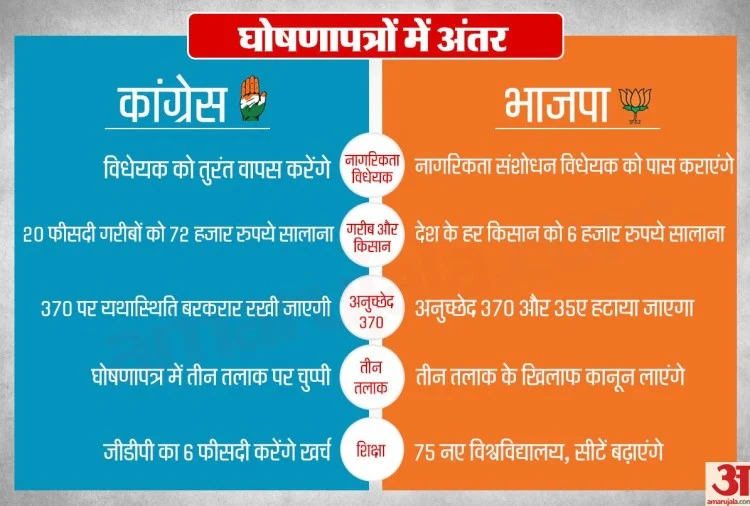 घोषणापत्रों में अंतर
कांग्रेस
भाजपा
विधेयक को तुरंत वापस करेंगे
नागरिकता
विधेयक
नागरिकता संशोधन विधेयक को पास कराएंगे
20 फीसदी गरीबों को 72 हजार रुपये सालाना
गरीब और
किसान
देश के हर किसान को 6 हजार रुपये सालाना
370 पर यथास्थिति बरकरार रखी जाएगी
अनुच्छेद
370
अनुच्छेद 370 और 35ए हटाया जाएगा
घोषणापत्र में तीन तलाक पर चुप्पी
तीन
तलाक
तीन तलाक के खिलाफ कानून लाएंगे
जीडीपी का 6 फीसदी करेंगे खर्च
शिक्षा
75 नए विश्वविद्यालय, सीटें बढ़ाएंगे
अ
amarujala.com